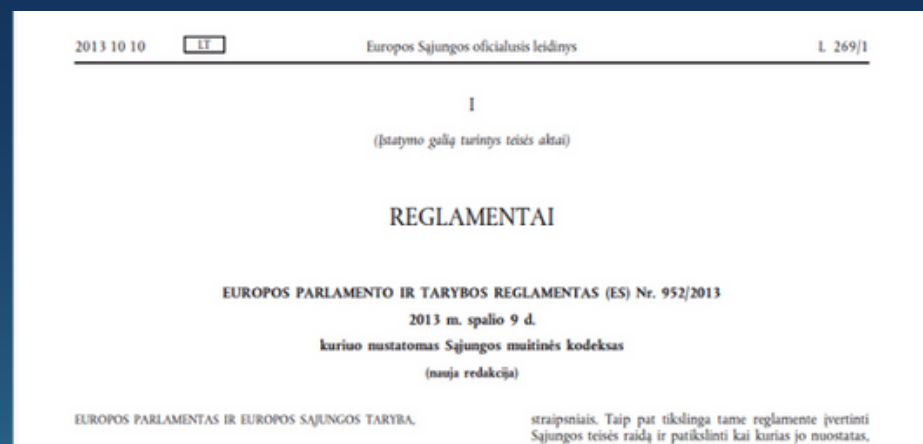 2013 10 10 LT Europos Sąjungos oficialusis leidinys L 269/1
I
(Įstatymo galią turintys teisės aktai)
REGLAMENTAI
EUROPOS PARLAMENTO IR TARYBOS REGLAMENTAS (ES) Nr. 952/2013
2013 m. spalio 9 d.
kuriuo nustatomas Sąjungos muitinės kodeksas
(nauja redakcija)
EUROPOS PARLAMENTAS IR EUROPOS SĄJUNGOS TARYBA,
straipsniais. Taip pat tikslinga tame reglamente įvertinti
Sąjungos teisės raidą ir patikslinti kai kurias jo nuostatas,